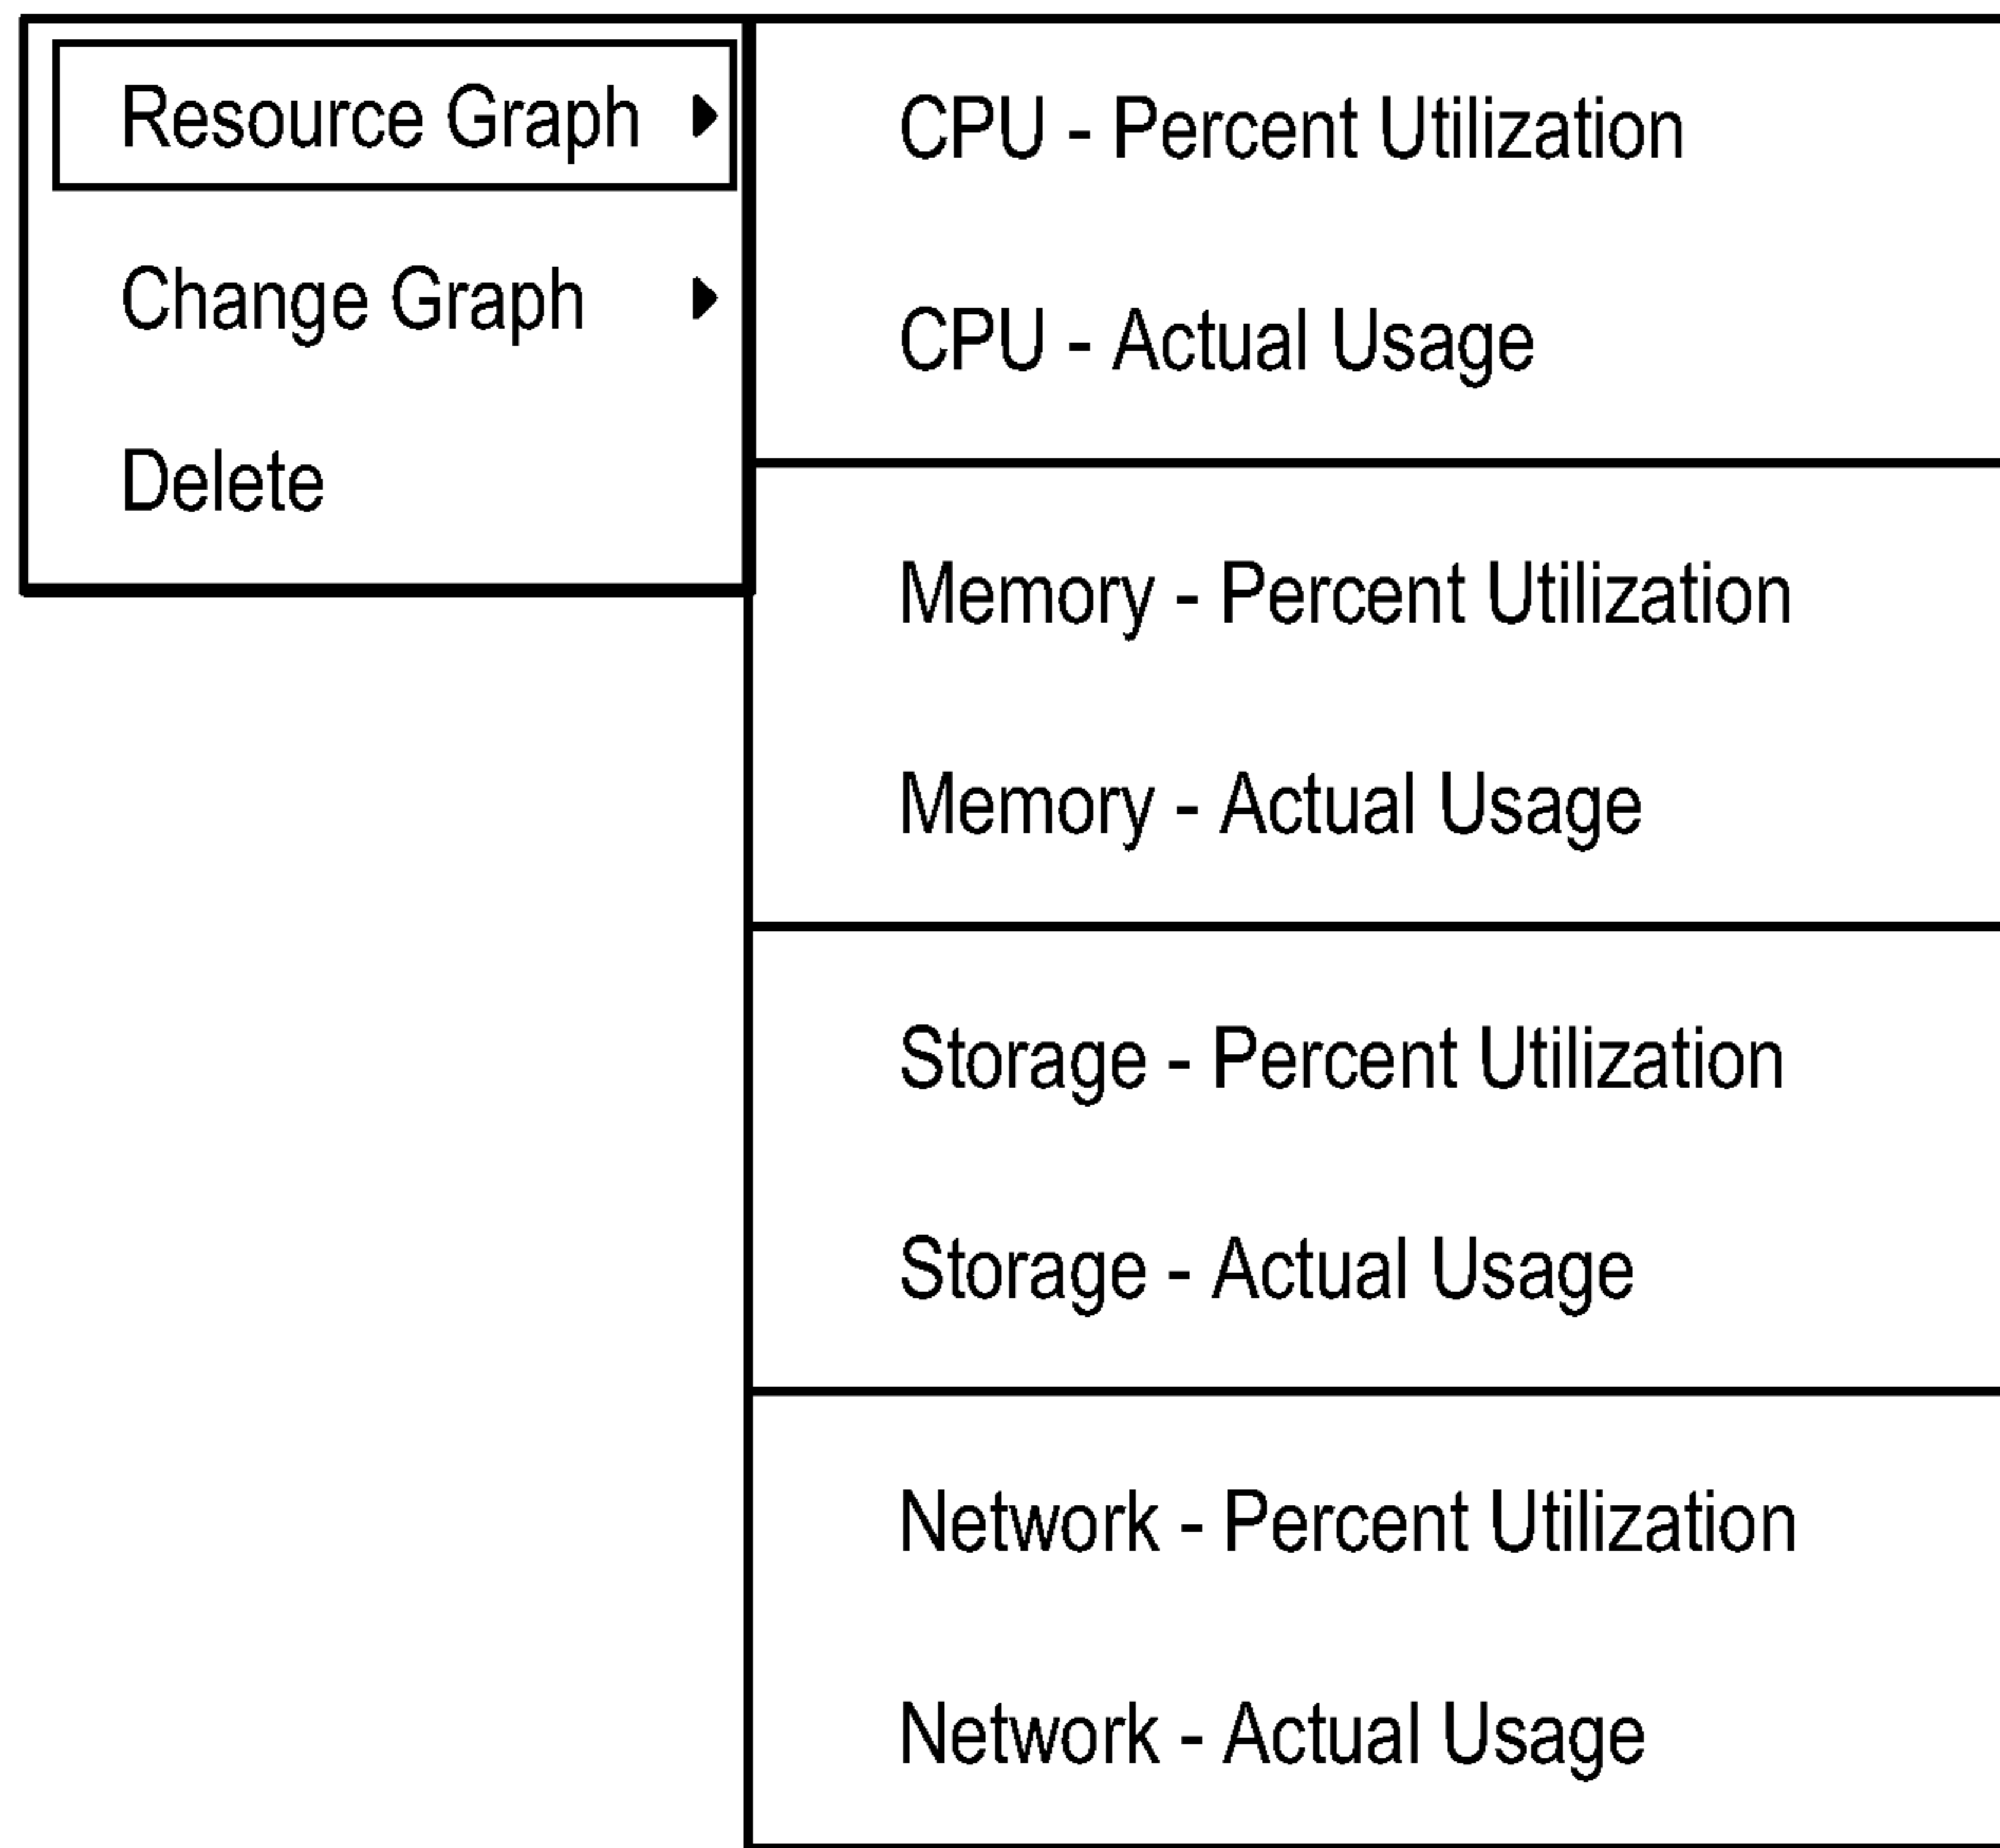 Resource Graph
Change Graph
Delete
CPU - Percent Utilization
CPU - Actual Usage
Memory - Percent Utilization
Memory - Actual Usage
Storage - Percent Utilization
Storage - Actual Usage
Network - Percent Utilization
Network - Actual Usage